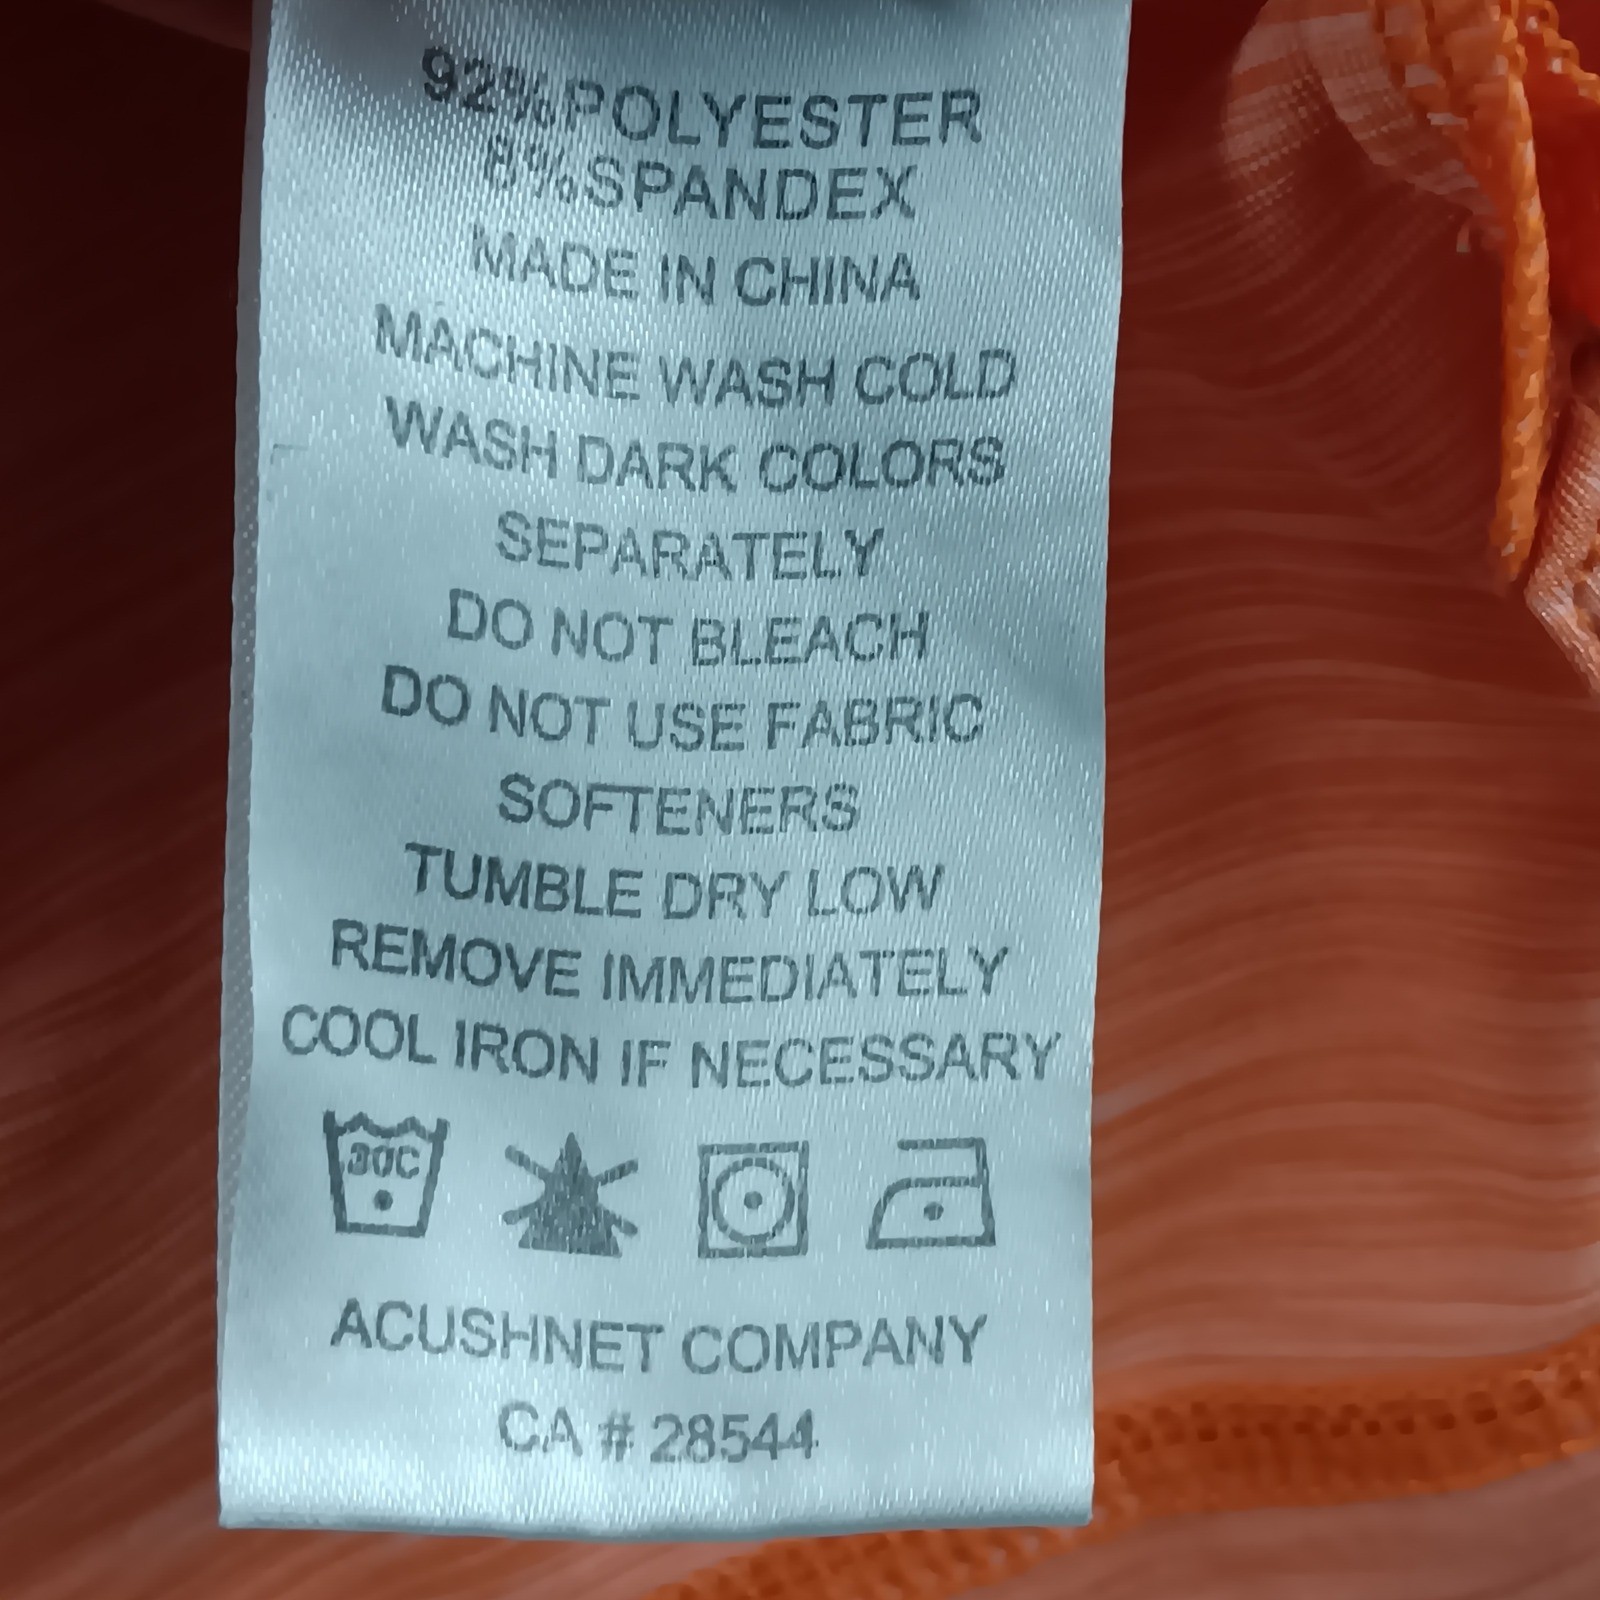 92%POLYESTER
8%SPANDEX
MADE IN CHINA
MACHINE WASH COLD
WASH DARK COLORS
SEPARATELY
DO NOT BLEACH
DO NOT USE FABRIC
SOFTENERS
TUMBLE DRY LOW
REMOVE IMMEDIATELY
COOL IRON IF NECESSARY
30C
ACUSHNET COMPANY
CA # 28544